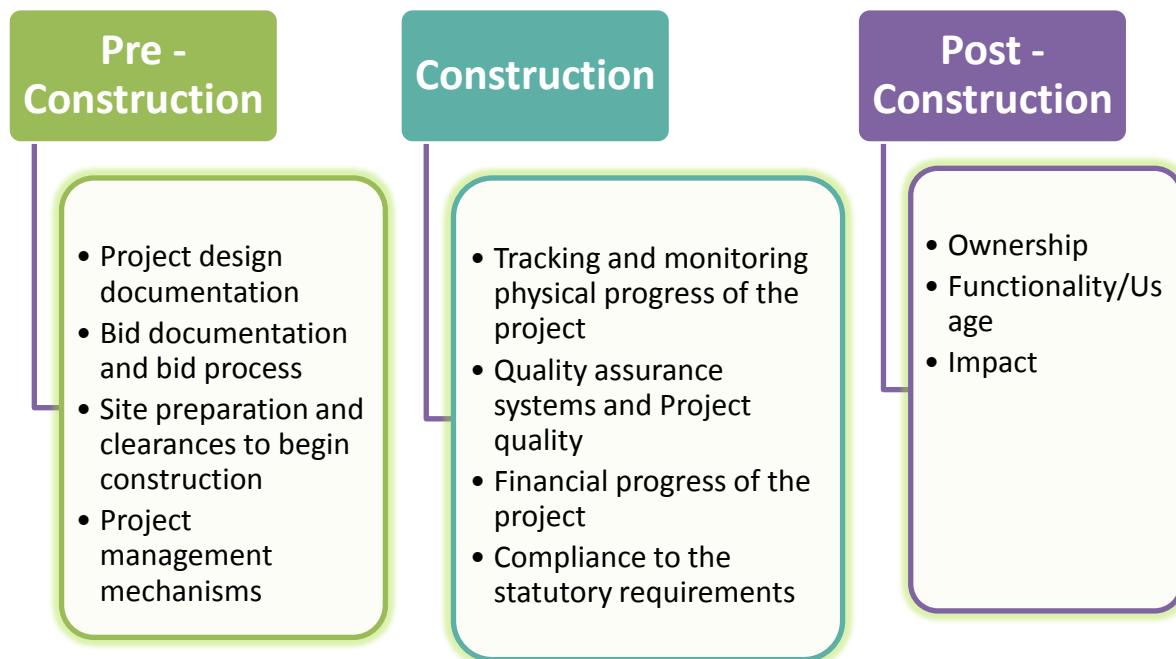 Pre -
Construction
• Project design
documentation
• Bid documentation
and bid process
• Site preparation and
clearances to begin
construction
• Project
management
mechanisms
Construction
• Tracking and monitoring
physical progress of the
project
• Quality assurance
systems and Project
quality
• Financial progress of the
project
• Compliance to the
statutory requirements
Post -
Construction
• Ownership
• Functionality/Us
age
• Impact